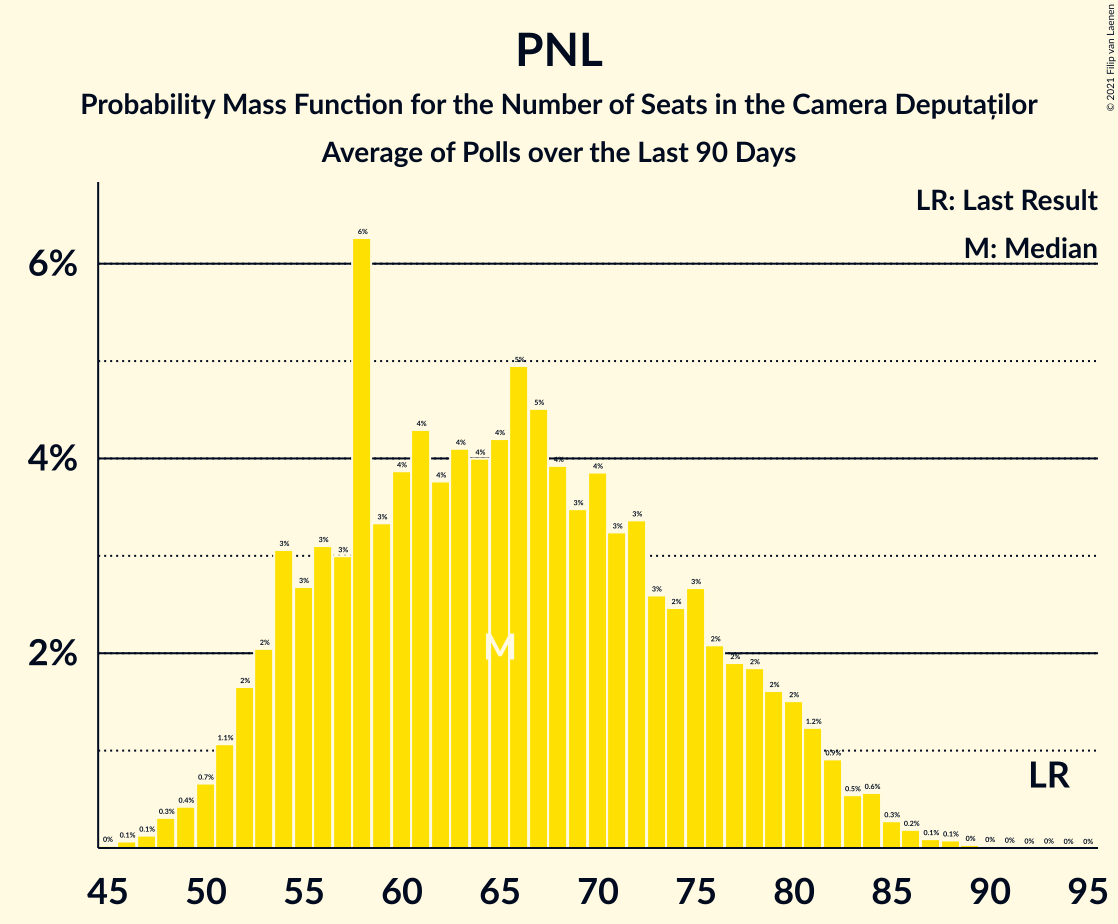 PNL
Probability Mass Function for the Number of Seats in the Camera Deputaților
Average of Polls over the Last 90 Days
© 2021 Filip van Laenen
LR: Last Result
M: Median
6%
4%
2%
0% 0.1% 0.1% 0.3% 0.4% 0.7% 1.1% 2% 2% 3% 3% 3% 3% 6% 3% 4% 4% 4% 4% 4% 4% 5% 5% 4% 3% 4% 3% 3% 3% 2% 3% 2% 2% 2% 2% 2% 1.2% 0.9% 0.5% 0.6% 0.3% 0.2% 0.1% 0.1% 0% 0% 0% 0% 0% 0% 0%
M
LR
45 50 55 60 65 70 75 80 85 90 95